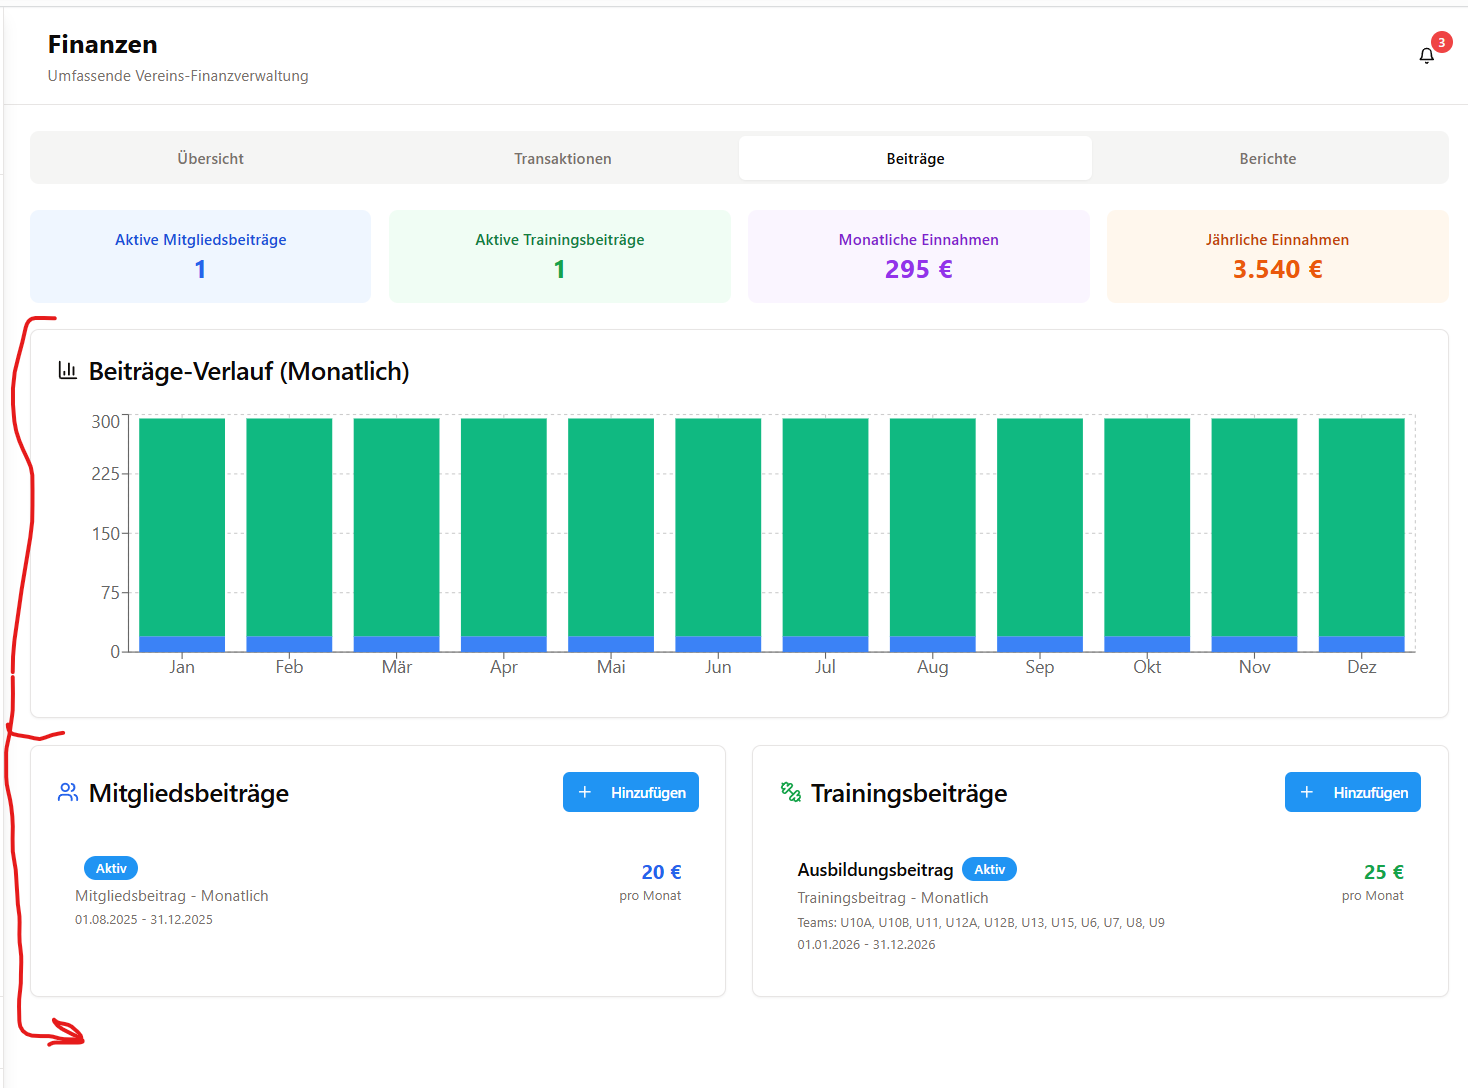 Finanzen
Umfassende Vereins-Finanzverwaltung
3
Übersicht
Transaktionen
Beiträge
Berichte
Aktive Mitgliedsbeiträge
1
Aktive Trainingsbeiträge
1
Monatliche Einnahmen
295 €
Jährliche Einnahmen
3.540 €
Beiträge-Verlauf (Monatlich)
300
225
150
75
0
Jan Feb Mär Apr Mai Jun Jul Aug Sep Okt Nov Dez
Mitgliedsbeiträge
+ Hinzufügen
Aktiv
20 €
Mitgliedsbeitrag - Monatlich
pro Monat
01.08.2025 - 31.12.2025
Trainingsbeiträge
+ Hinzufügen
Ausbildungsbeitrag Aktiv
25 €
Trainingsbeitrag - Monatlich
pro Monat
Teams: U10A, U10B, U11, U12A, U12B, U13, U15, U6, U7, U8, U9
01.01.2026 - 31.12.2026